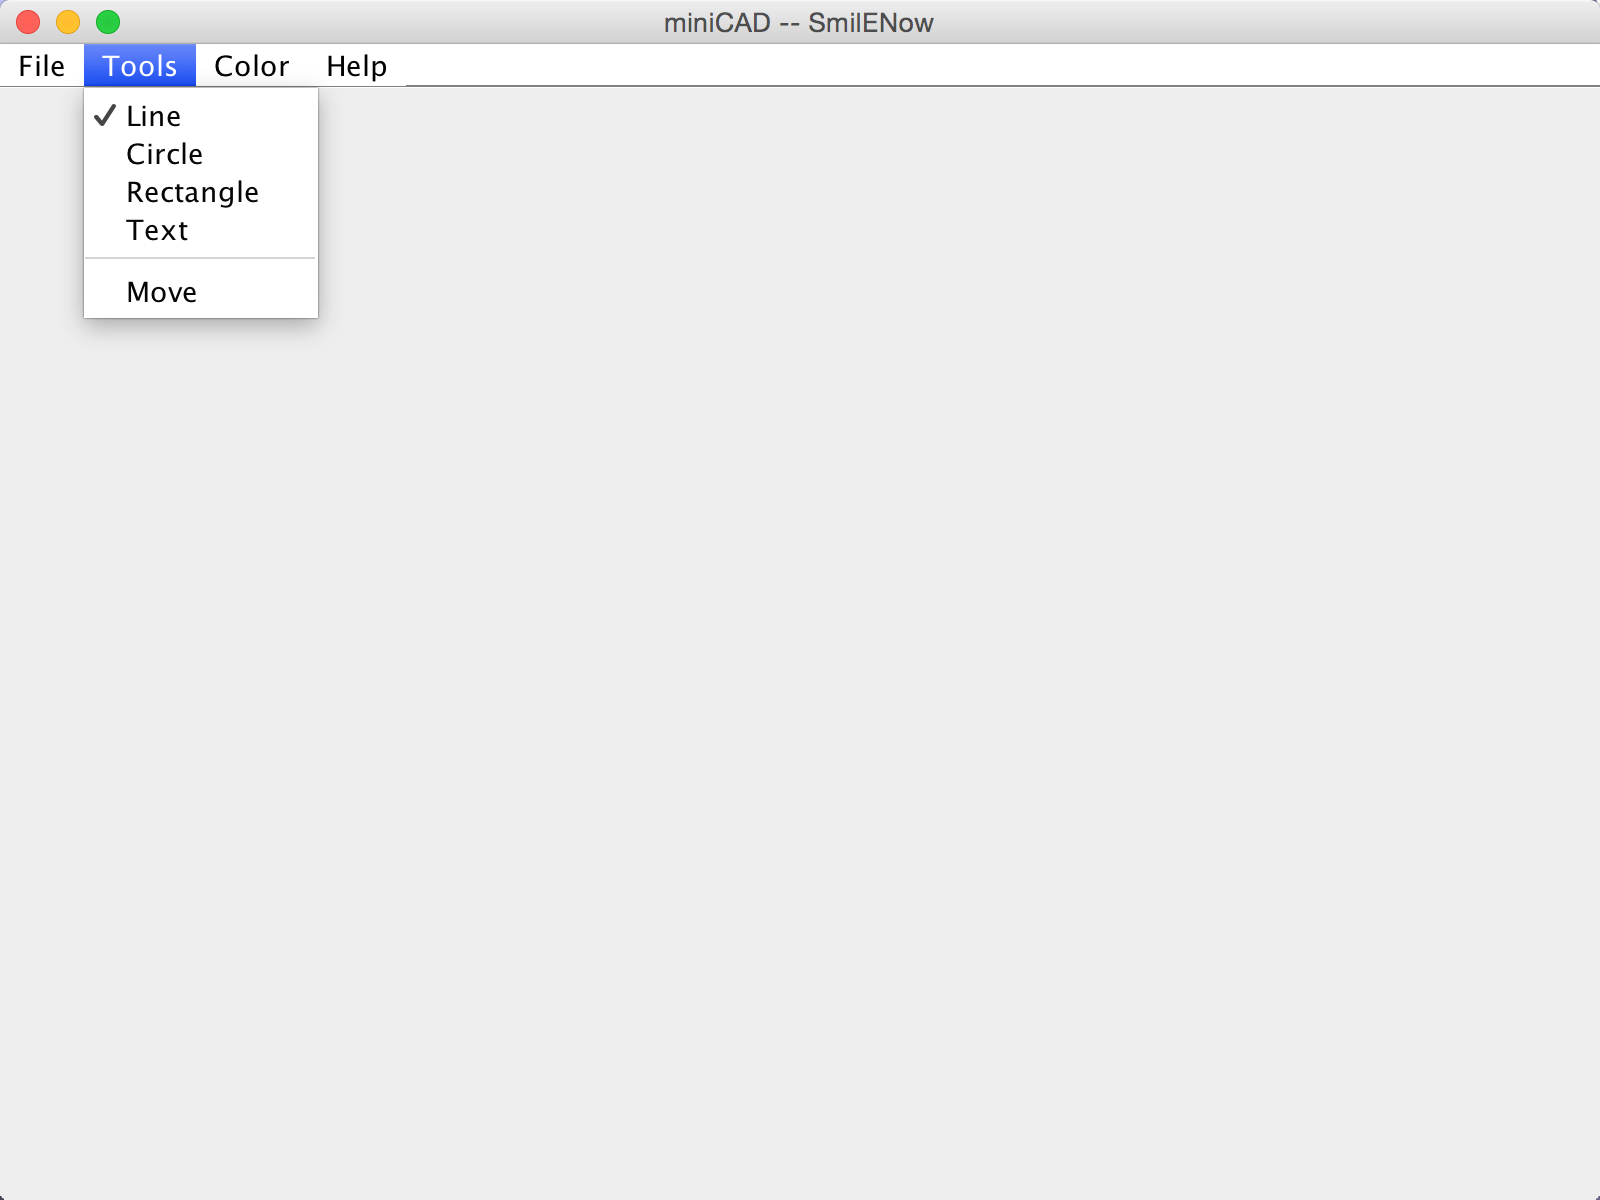 miniCAD -- SmilENow
File Tools Color Help
Line
Circle
Rectangle
Text
Move